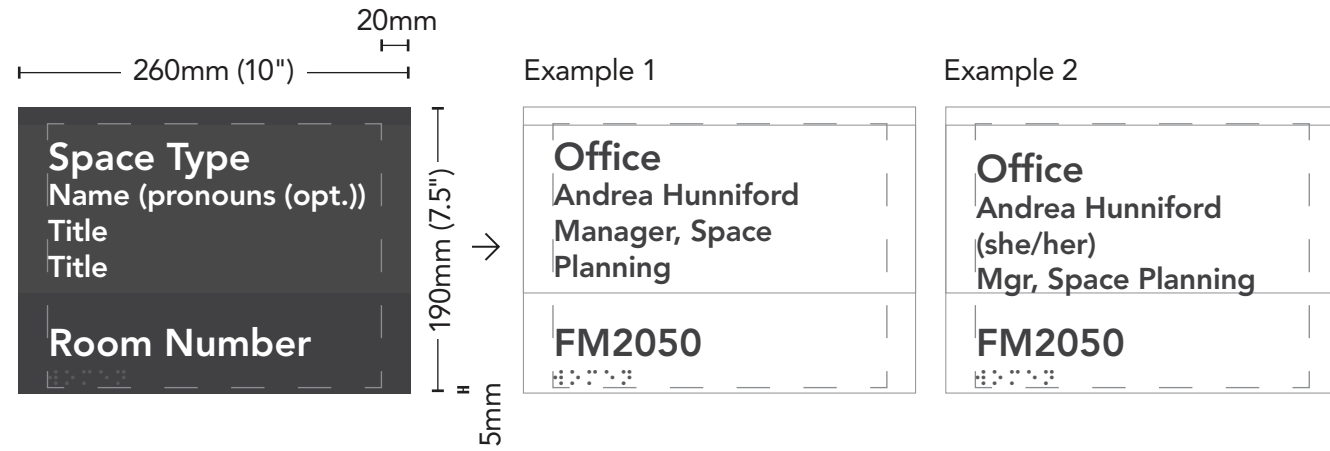 20mm
260mm (10")
Example 1
Example 2
Space Type
Name (pronouns (opt.))
Title
Title
Room Number
190mm (7.5")
5mm
Office
Andrea Hunniford
Manager, Space
Planning
FM2050
Office
Andrea Hunniford
(she/her)
Mgr, Space Planning
FM2050